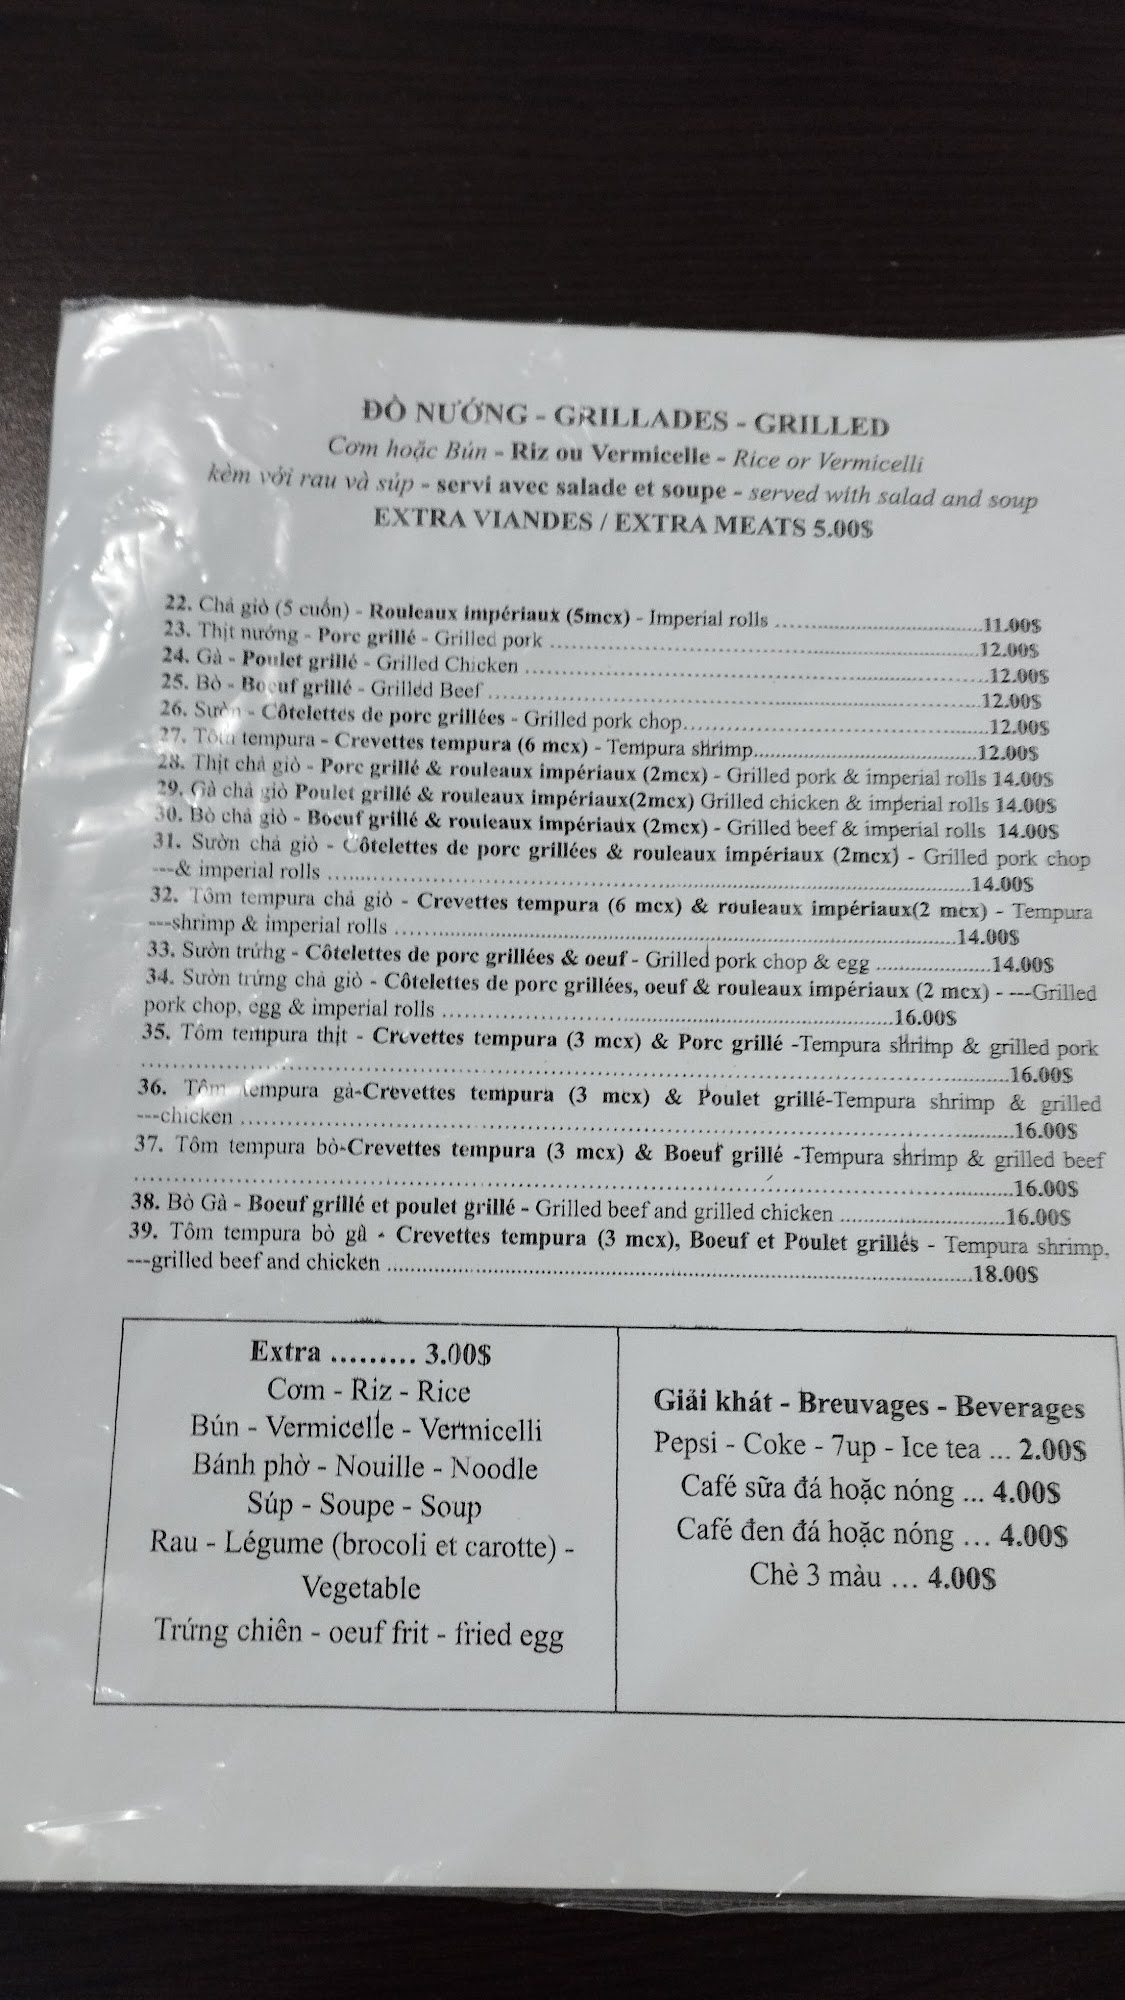 ĐỒ NƯỚNG - GRILLADES - GRILLED
Cơm hoặc Bún - Riz ou Vermicelle - Rice or Vermicelli
kèm với rau và súp - servi avec salade et soupe - served with salad and soup
EXTRA VIANDES / EXTRA MEATS 5.00$
22. Chả giò (5 cuốn) - Rouleaux impériaux (5mcx) - Imperial rolls ........................11.00$
23. Thịt nướng - Porc grillé - Grilled pork ........................12.00$
24. Gà - Poulet grillé - Grilled Chicken ........................12.00$
25. Bò - Boeuf grillé - Grilled Beef ........................12.00$
26. Sườn - Côtelettes de porc grillées - Grilled pork chop........................12.00$
27. Tôm tempura - Crevettes tempura (6 mcx) - Tempura shrimp........................12.00$
28. Thịt chả giò - Porc grillé & rouleaux impériaux (2mcx) - Grilled pork & imperial rolls 14.00$
29. Gà chả giò Poulet grillé & rouleaux impériaux(2mcx) Grilled chicken & imperial rolls 14.00$
30. Bò chả giò - Boeuf grillé & rouleaux impériaux (2mcx) - Grilled beef & imperial rolls 14.00$
31. Sườn chả giò - Côtelettes de porc grillées & rouleaux impériaux (2mcx) - Grilled pork chop
---& imperial rolls ........................14.00$
32. Tôm tempura chả giò - Crevettes tempura (6 mcx) & rouleaux impériaux(2 mcx) - Tempura
---shrimp & imperial rolls ........................14.00$
33. Sườn trứng - Côtelettes de porc grillées & oeuf - Grilled pork chop & egg ....................14.00$
34. Sườn trứng chả giò - Côtelettes de porc grillées, oeuf & rouleaux impériaux (2 mcx) - ---Grilled
pork chop, egg & imperial rolls ........................16.00$
35. Tôm tempura thịt - Crevettes tempura (3 mcx) & Porc grillé -Tempura shrimp & grilled pork
........................16.00$
36. Tôm tempura gà-Crevettes tempura (3 mcx) & Poulet grillé-Tempura shrimp & grilled
---chicken ........................16.00$
37. Tôm tempura bò-Crevettes tempura (3 mcx) & Boeuf grillé -Tempura shrimp & grilled beef
........................16.00$
38. Bò Gà - Boeuf grillé et poulet grillé - Grilled beef and grilled chicken ........................16.00$
39. Tôm tempura bò gà - Crevettes tempura (3 mcx), Boeuf et Poulet grillés - Tempura shrimp,
---grilled beef and chicken ........................18.00$
Extra ......... 3.00$
Cơm - Riz - Rice
Bún - Vermicelle - Vermicelli
Bánh phở - Nouille - Noodle
Súp - Soupe - Soup
Rau - Légume (brocoli et carotte) -
Vegetable
Trứng chiên - oeuf frit - fried egg
Giải khát - Breuvages - Beverages
Pepsi - Coke - 7up - Ice tea ... 2.00$
Café sữa đá hoặc nóng ... 4.00$
Café đen đá hoặc nóng ... 4.00$
Chè 3 màu ... 4.00$